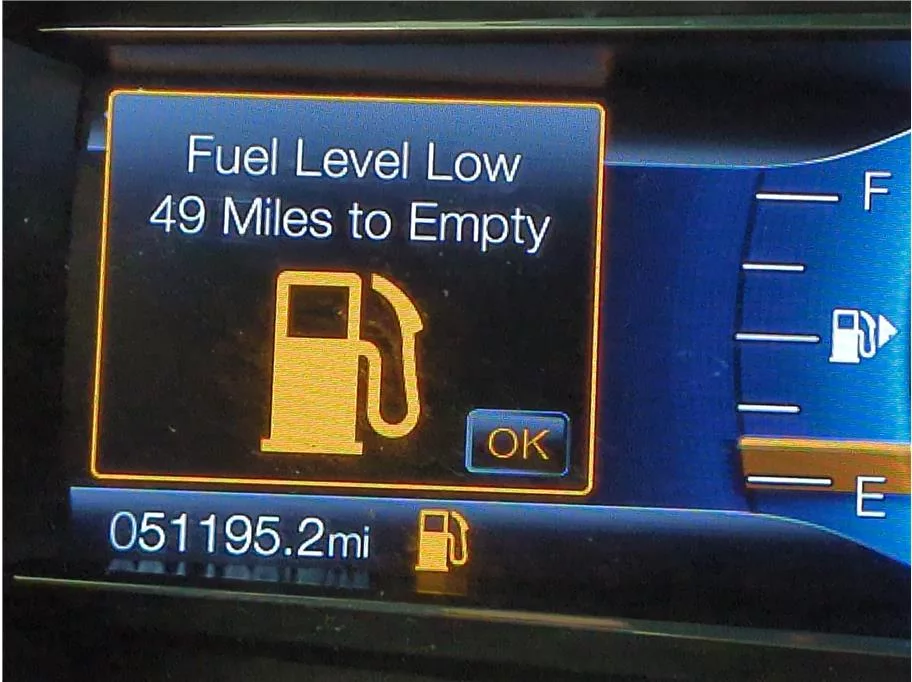 Fuel Level Low
49 Miles to Empty
OK
F
E
051195.2mi